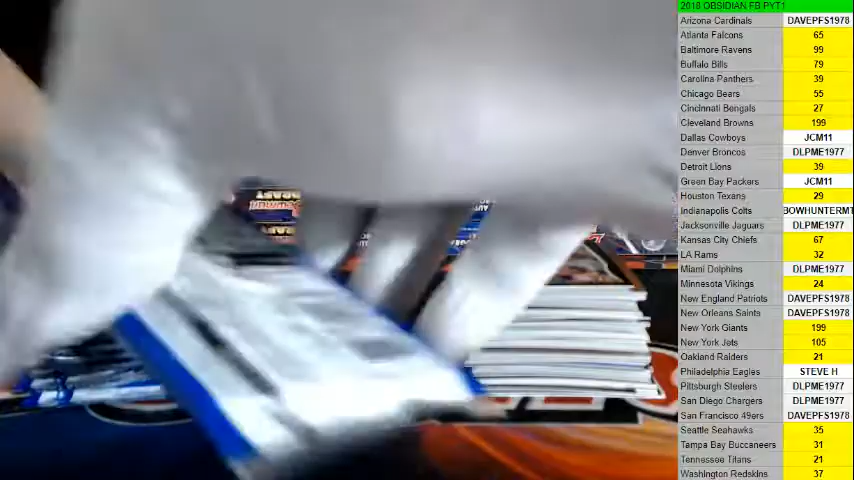 2018 OBSIDIAN FB PYT1
Arizona Cardinals DAVEPFS1978
Atlanta Falcons 65
Baltimore Ravens 99
Buffalo Bills 79
Carolina Panthers 39
Chicago Bears 55
Cincinnati Bengals 27
Cleveland Browns 199
Dallas Cowboys JCM11
Denver Broncos DLPME1977
Detroit Lions 39
Green Bay Packers JCM11
Houston Texans 29
Indianapolis Colts BOWHUNTERMT
Jacksonville Jaguars DLPME1977
Kansas City Chiefs 67
LA Rams 32
Miami Dolphins DLPME1977
Minnesota Vikings 24
New England Patriots DAVEPFS1978
New Orleans Saints DAVEPFS1978
New York Giants 199
New York Jets 105
Oakland Raiders 21
Philadelphia Eagles STEVE H
Pittsburgh Steelers DLPME1977
San Diego Chargers DLPME1977
San Francisco 49ers DAVEPFS1978
Seattle Seahawks 35
Tampa Bay Buccaneers 31
Tennessee Titans 21
Washington Redskins 37